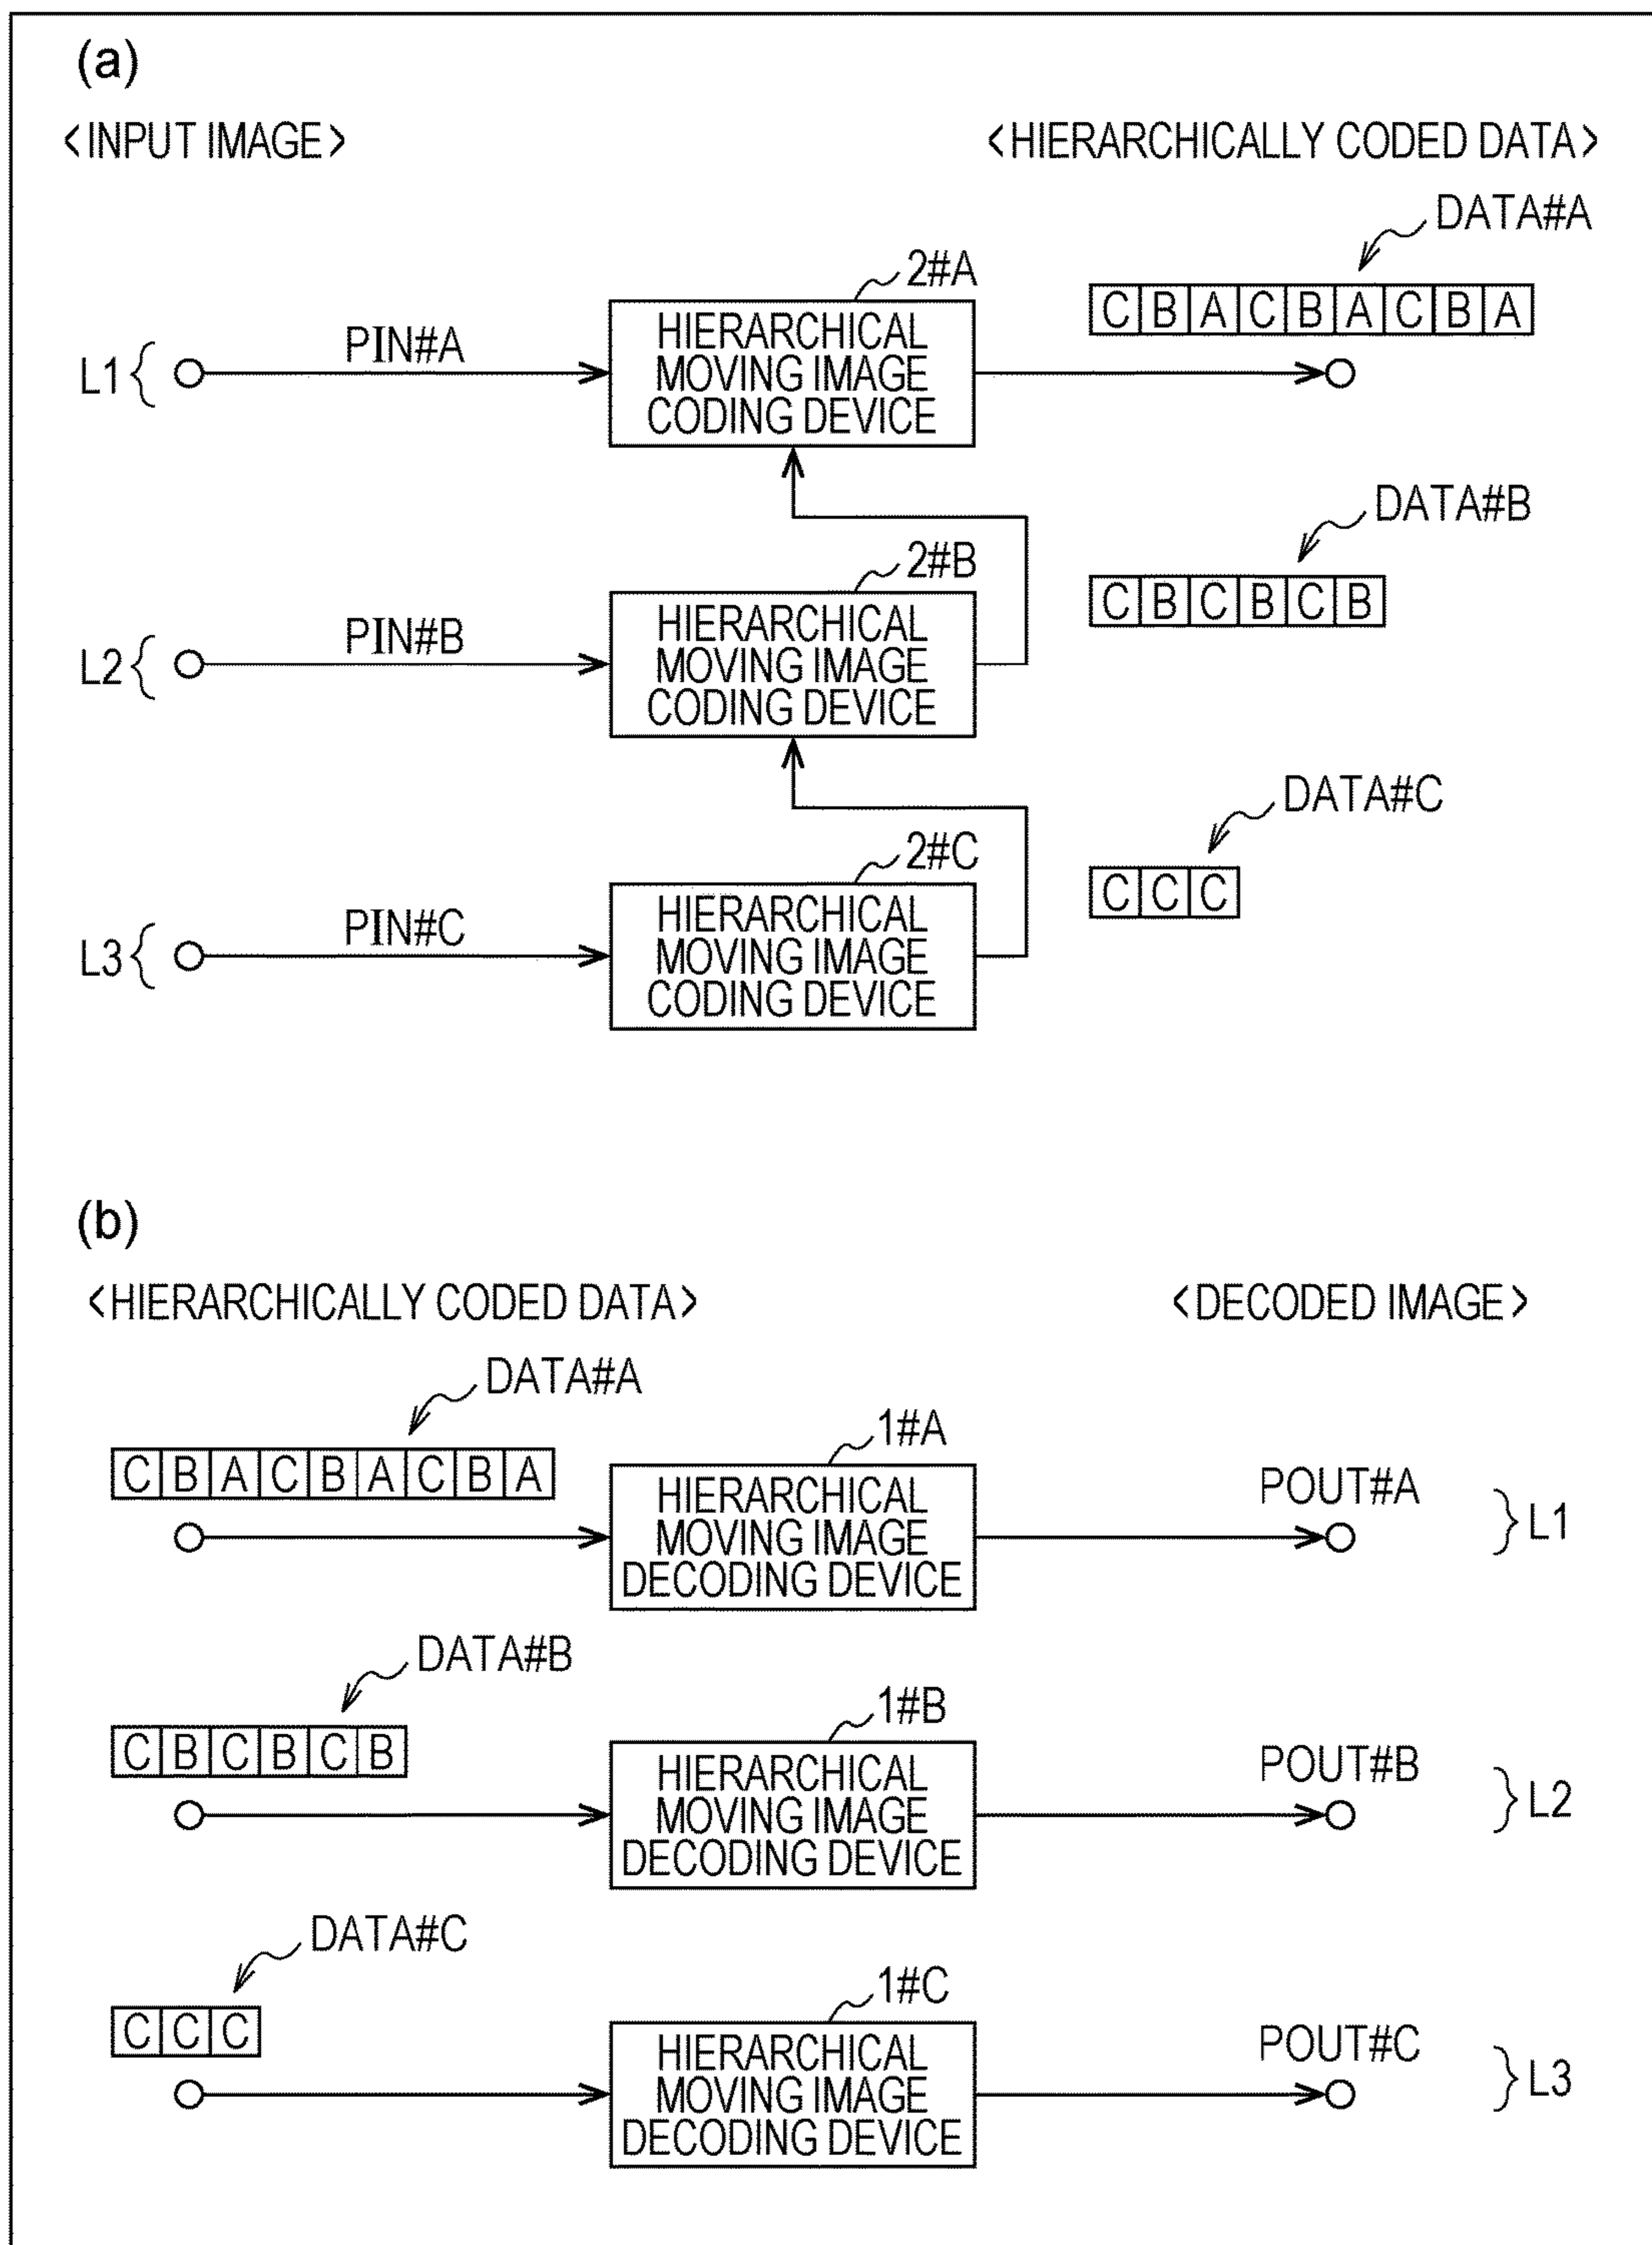 (a)
<INPUT IMAGE>
<HIERARCHICALLY CODED DATA>
DATA#A
2#A
C B A C B A C B A
L1
PIN#A
HIERARCHICAL
MOVING IMAGE
CODING DEVICE
DATA#B
2#B
C B C B C B
L2
PIN#B
HIERARCHICAL
MOVING IMAGE
CODING DEVICE
DATA#C
2#C
C C C
L3
PIN#C
HIERARCHICAL
MOVING IMAGE
CODING DEVICE
(b)
<HIERARCHICALLY CODED DATA>
<DECODED IMAGE>
DATA#A
1#A
C B A C B A C B A
HIERARCHICAL
MOVING IMAGE
DECODING DEVICE
POUT#A
L1
DATA#B
1#B
C B C B C B
HIERARCHICAL
MOVING IMAGE
DECODING DEVICE
POUT#B
L2
DATA#C
1#C
C C C
HIERARCHICAL
MOVING IMAGE
DECODING DEVICE
POUT#C
L3